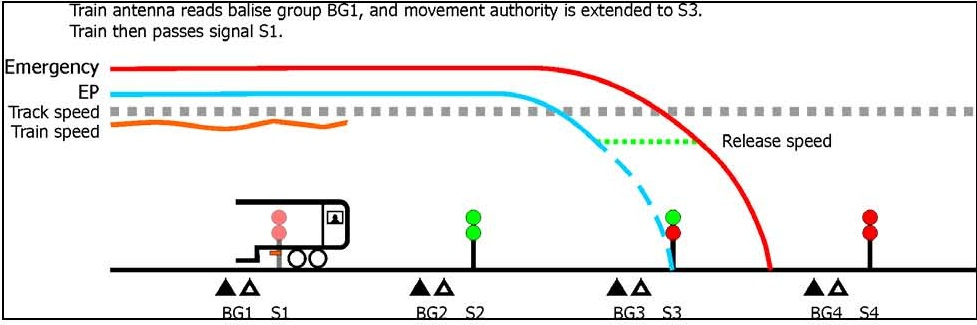 Train antenna reads balise group BG1, and movement authority is extended to S3.
Train then passes signal S1.
Emergency
EP
Track speed
Train speed
Release speed
BG1 S1 BG2 S2 BG3 S3 BG4 S4